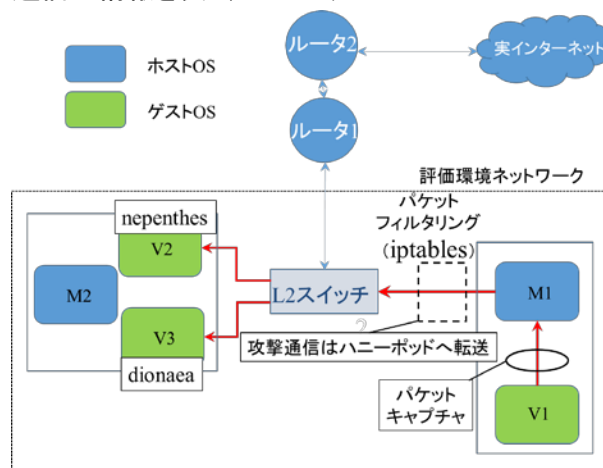 ルータ2
実インターネット
ホストOS
ゲストOS
ルータ1
評価環境ネットワーク
パケット
フィルタリング
（iptables）
nepenthes
V2
M2
L2スイッチ
M1
V3
攻撃通信はハニーポッドへ転送
dionaea
パケット
キャプチャ
V1